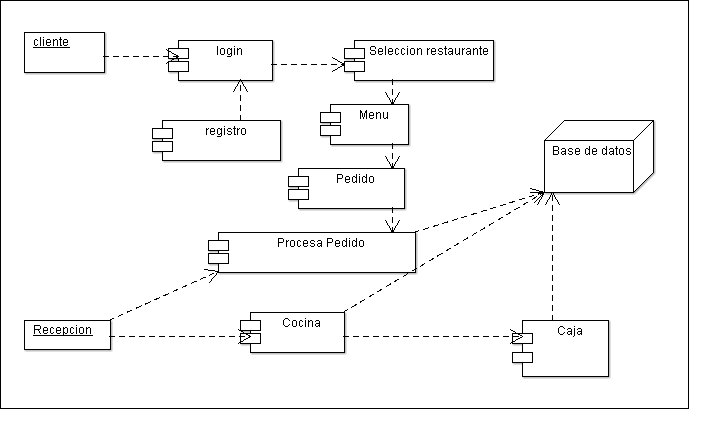 cliente
login
Seleccion restaurante
Menu
registro
Base de datos
Pedido
Procesa Pedido
Recepcion
Cocina
Caja